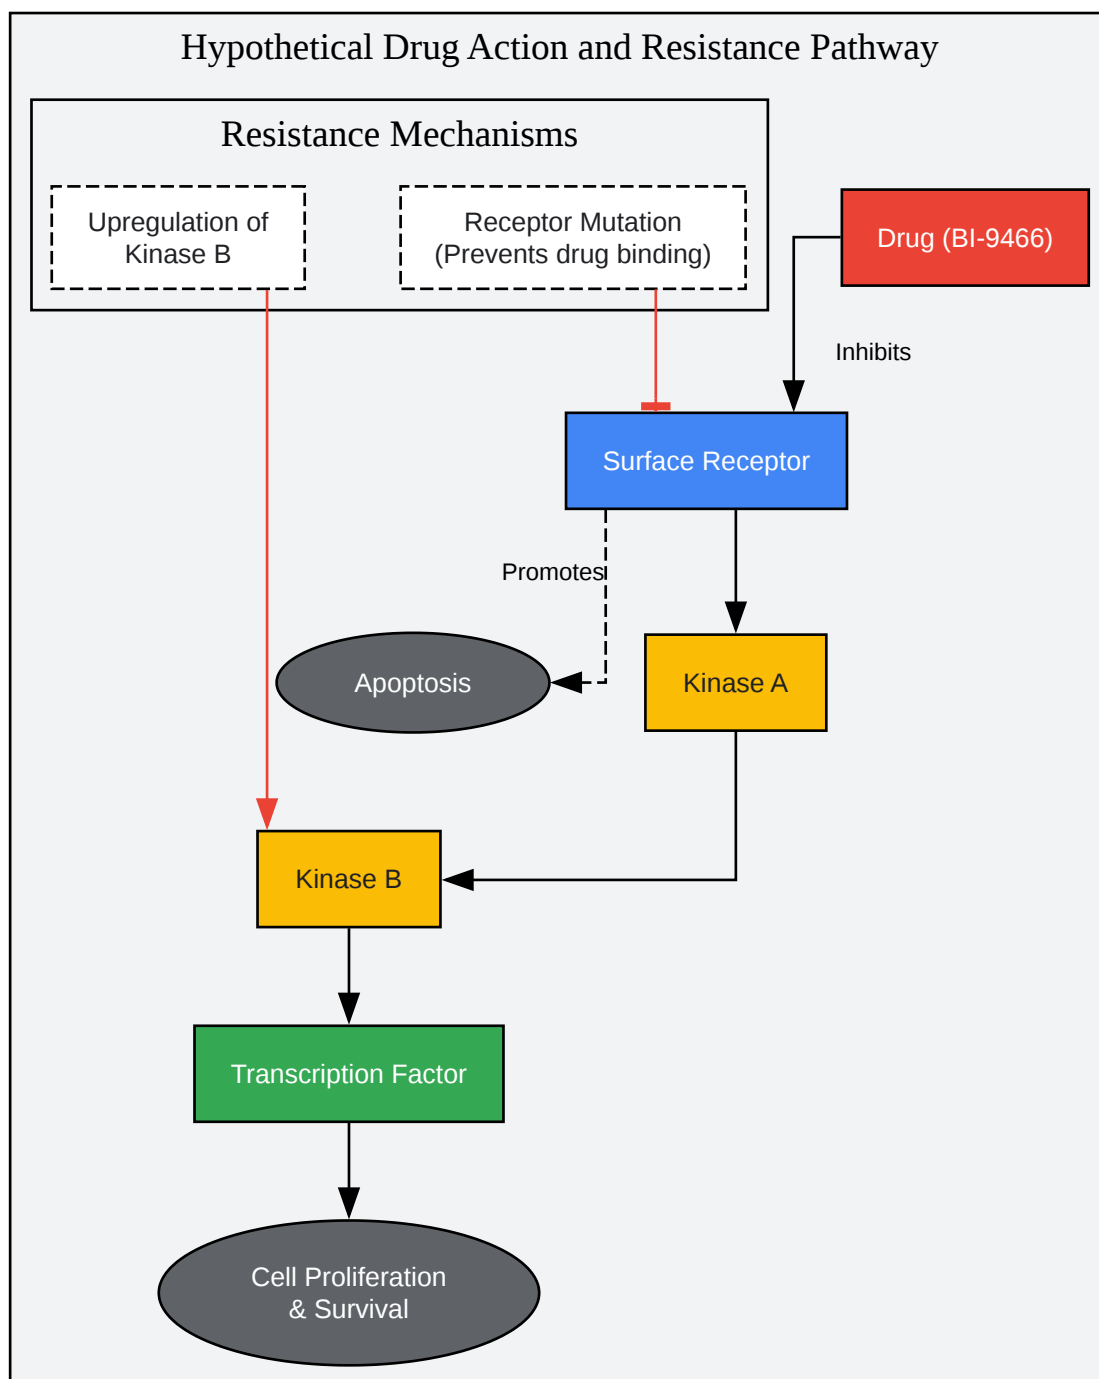 Hypothetical Drug Action and Resistance Pathway
Resistance Mechanisms
Upregulation of
Kinase B
Receptor Mutation
(Prevents drug binding)
Drug (BI-9466)
Inhibits
Surface Receptor
Promotes
Apoptosis
Kinase A
Kinase B
Transcription Factor
Cell Proliferation
& Survival